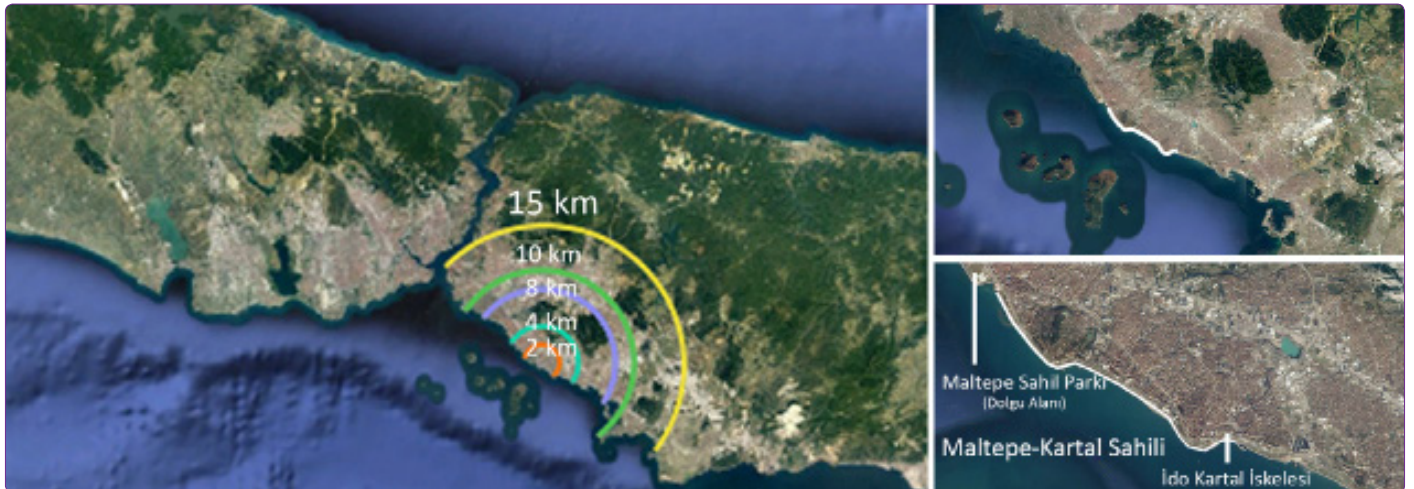 15 km
10 km
8 km
4 km
2 km
Maltepe Sahil Parkı
(Dolgu Alanı)
Maltepe-Kartal Sahili
İdo Kartal İskelesi